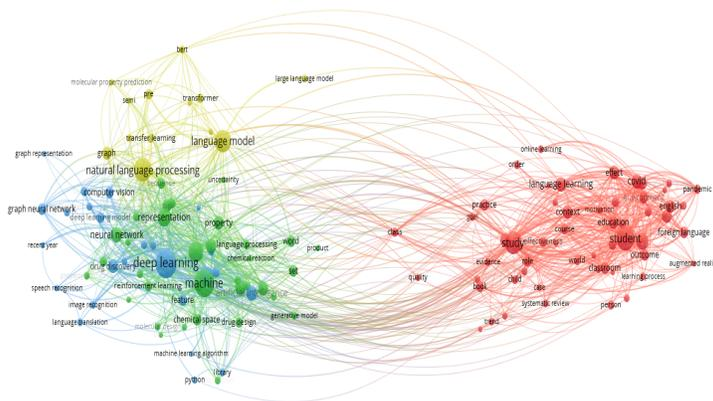 bert
large language model
molecular property prediction
pre
semi
transformer
transfer learning
language model
online learning
graph representation
graph
order
natural language processing
uncertainty
language learning
effect
covid
pandemic
computer vision
practice
graph neural network
deep learning model
representation
property
context
motivation
english
education
neural network
class
course
foreign language
recent year
language processing
word
product
study
effectiveness
student
chemical reaction
evidence
role
world
outcome
drug discovery
deep learning
set
classroom
augmented reali
quality
child
learning process
speech recognition
reinforcement learning
machine
book
case
image recognition
feature
systematic review
person
language translation
chemical space
drug design
generative model
trend
molecular design
machine learning algorithm
library
python